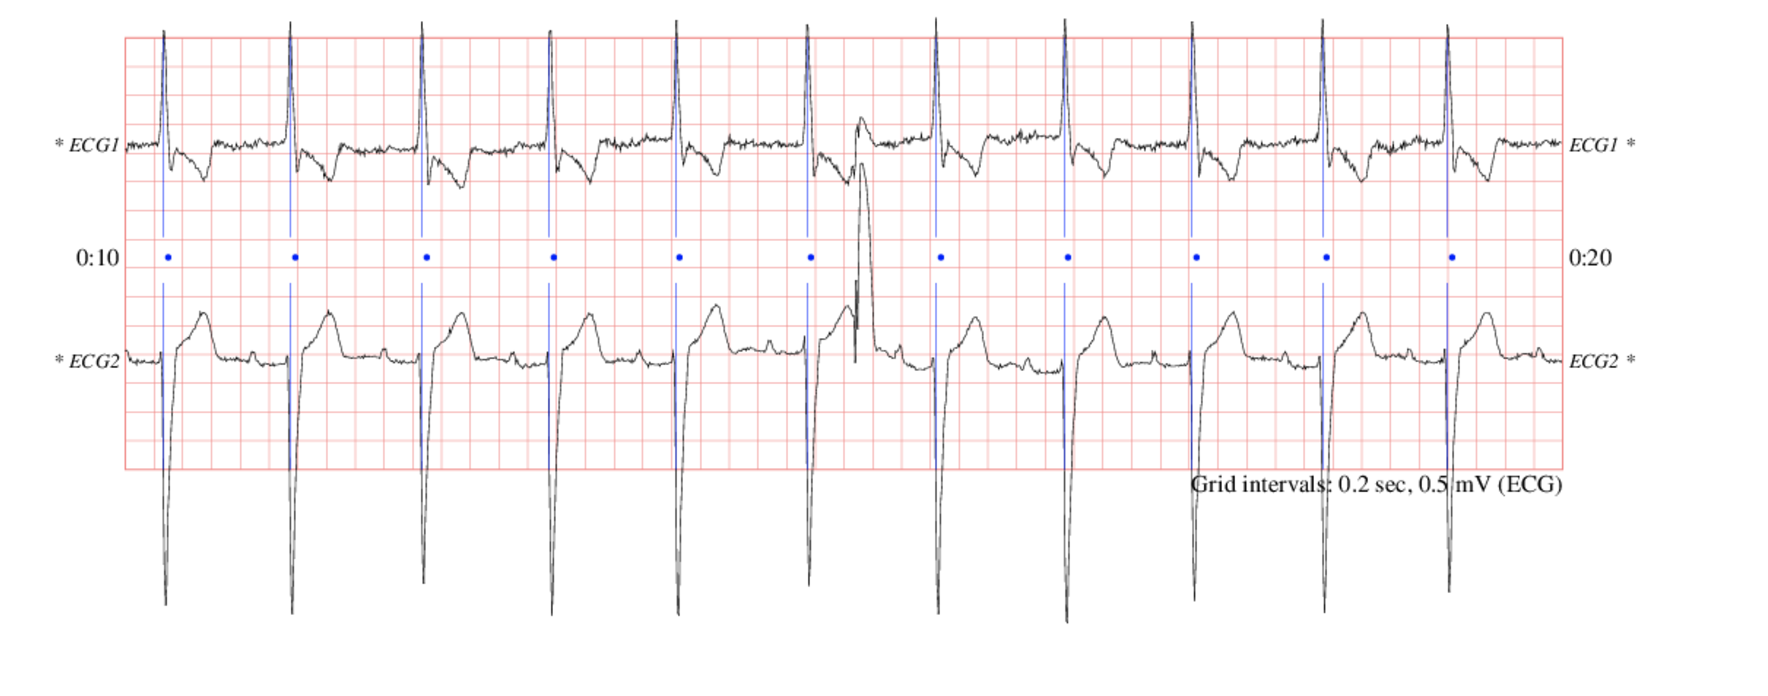 * ECG1 ECG1 *
0:10 0:20
* ECG2 ECG2 *
Grid intervals: 0.2 sec, 0.5 mV (ECG)